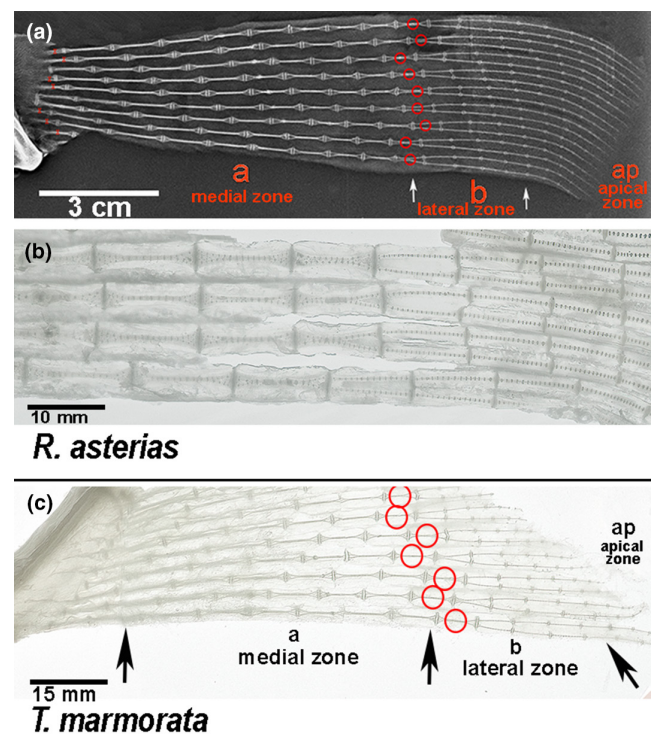 (a)
a
medial zone
b
lateral zone
ap
apical
zone
3 cm
(b)
10 mm
R. asterias
(c)
ap
apical
zone
a
medial zone
b
lateral zone
15 mm
T. marmorata